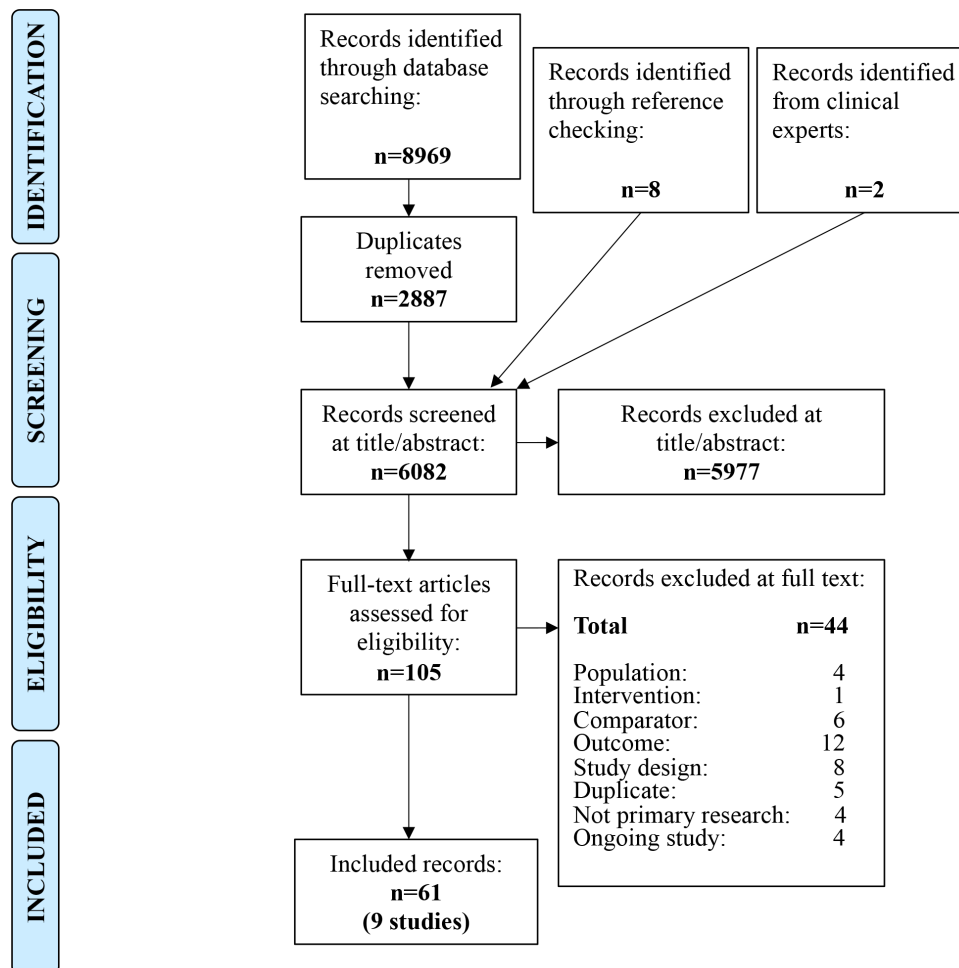 IDENTIFICATION
Records identified
through database
searching:
n=8969
Records identified
through reference
checking:
n=8
Records identified
from clinical
experts:
n=2
Duplicates
removed
n=2887
SCREENING
Records screened
at title/abstract:
n=6082
Records excluded at
title/abstract:
n=5977
ELIGIBILITY
Full-text articles
assessed for
eligibility:
n=105
Records excluded at full text:
Total n=44
Population: 4
Intervention: 1
Comparator: 6
Outcome: 12
Study design: 8
Duplicate: 5
Not primary research: 4
Ongoing study: 4
INCLUDED
Included records:
n=61
(9 studies)